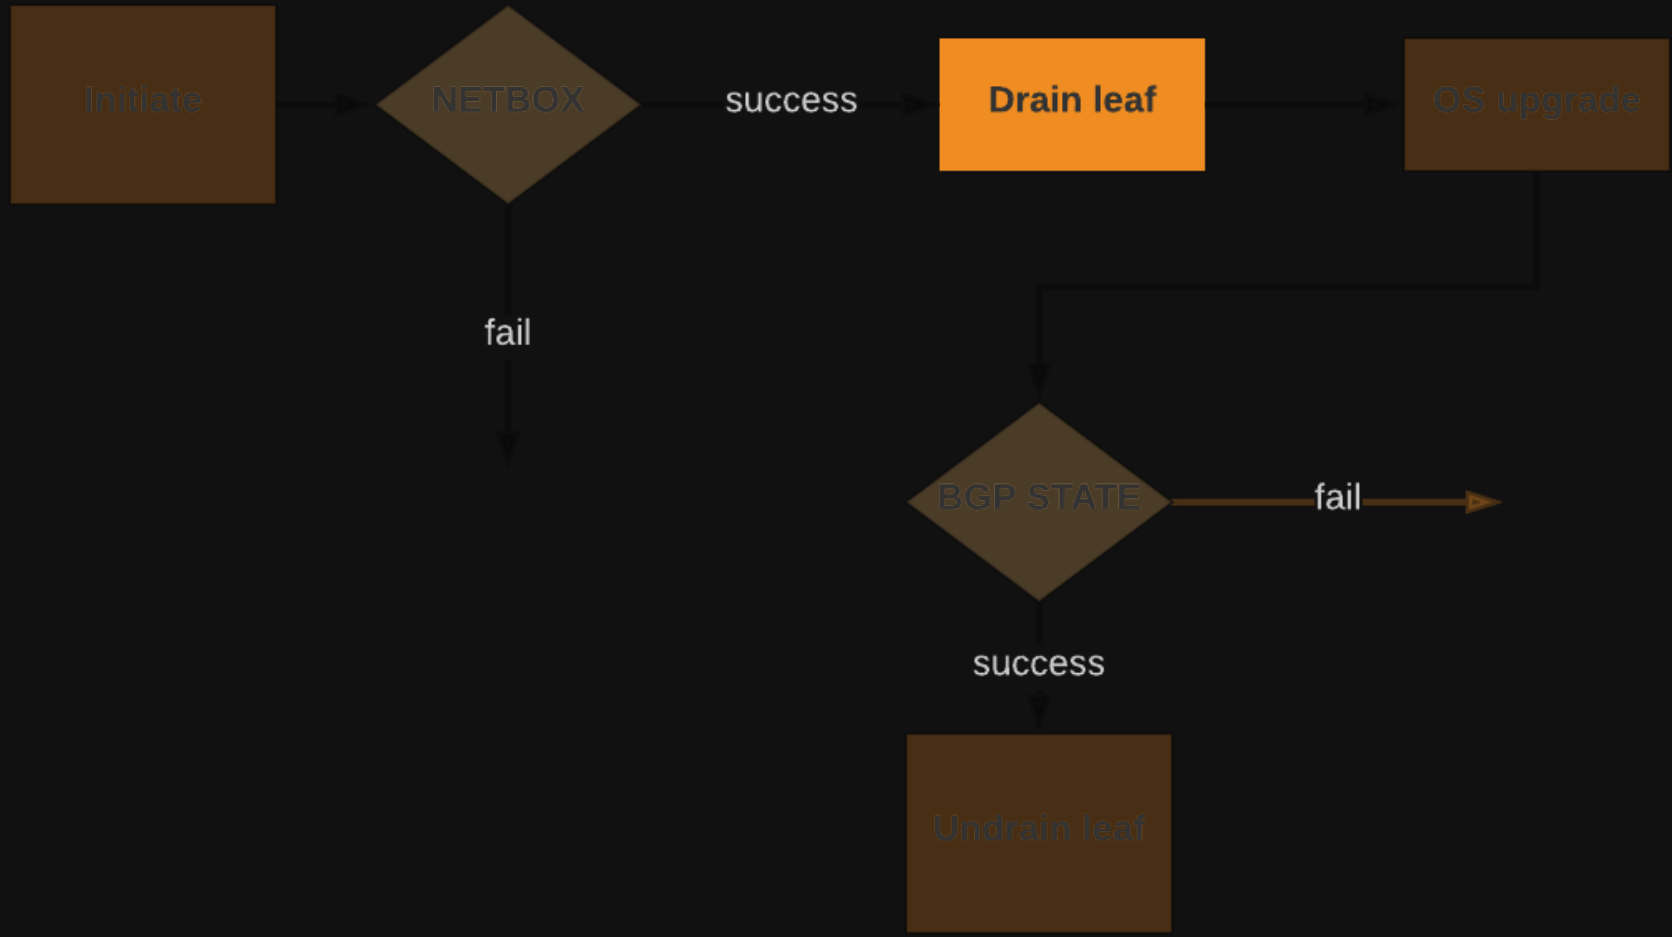 Initiate
NETBOX
success
Drain leaf
OS upgrade
fail
BGP STATE
fail
success
Undrain leaf